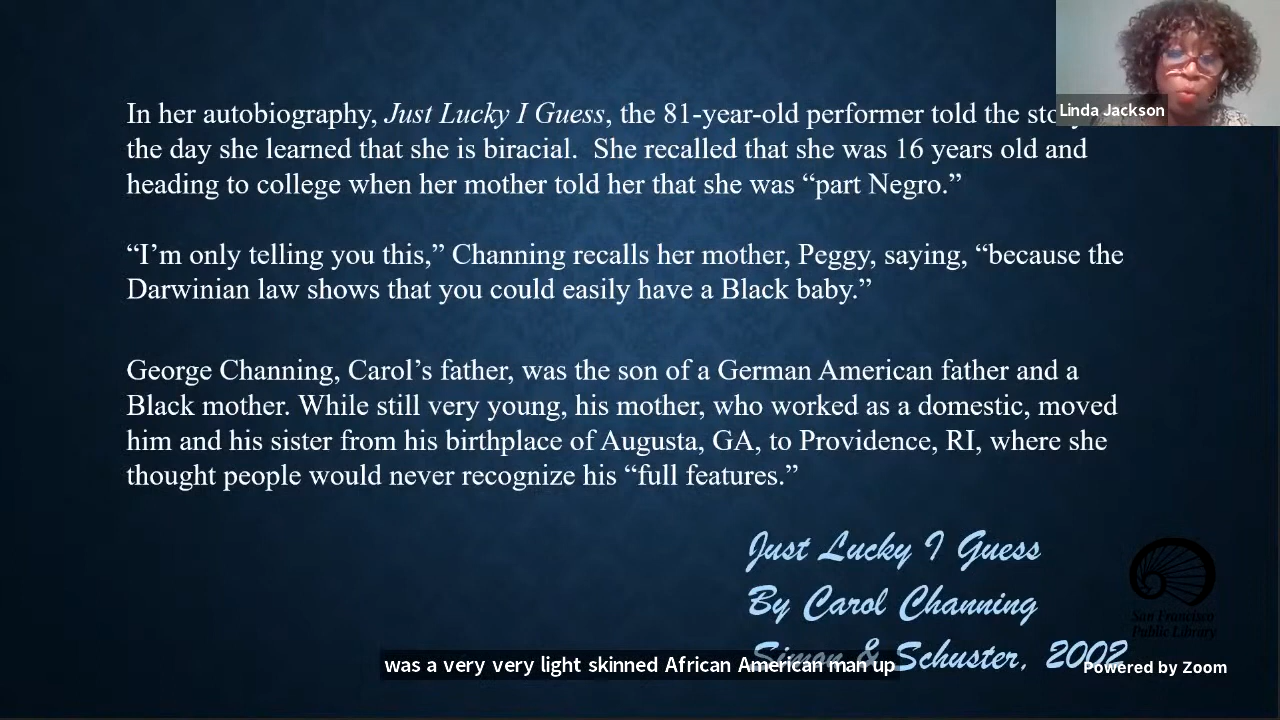 In her autobiography, Just Lucky I Guess, the 81-year-old performer told the
the day she learned that she is biracial. She recalled that she was 16 years old and
heading to college when her mother told her that she was “part Negro.”
“I’m only telling you this,” Channing recalls her mother, Peggy, saying, “because the
Darwinian law shows that you could easily have a Black baby.”
George Channing, Carol’s father, was the son of a German American father and a
Black mother. While still very young, his mother, who worked as a domestic, moved
him and his sister from his birthplace of Augusta, GA, to Providence, RI, where she
thought people would never recognize his “full features.”
Just Lucky I Guess
By Carol Channing
Simon & Schuster, 2002
Linda Jackson
San Francisco
Public Library
was a very very light skinned African American man up
Powered by Zoom